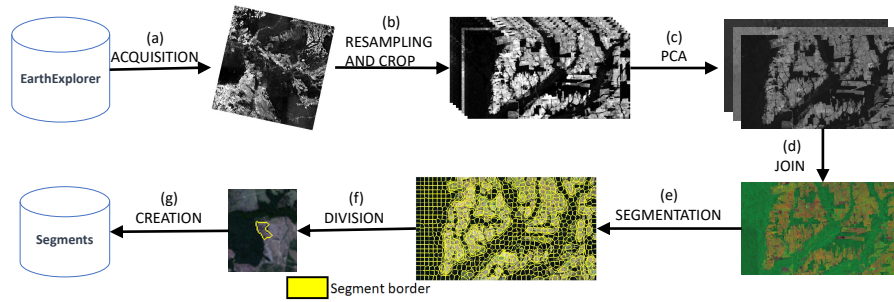 EarthExplorer
(a)
ACQUISITION
(b)
RESAMPLING
AND CROP
(c)
PCA
(d)
JOIN
(e)
SEGMENTATION
(f)
DIVISION
(g)
CREATION
Segments
Segment border